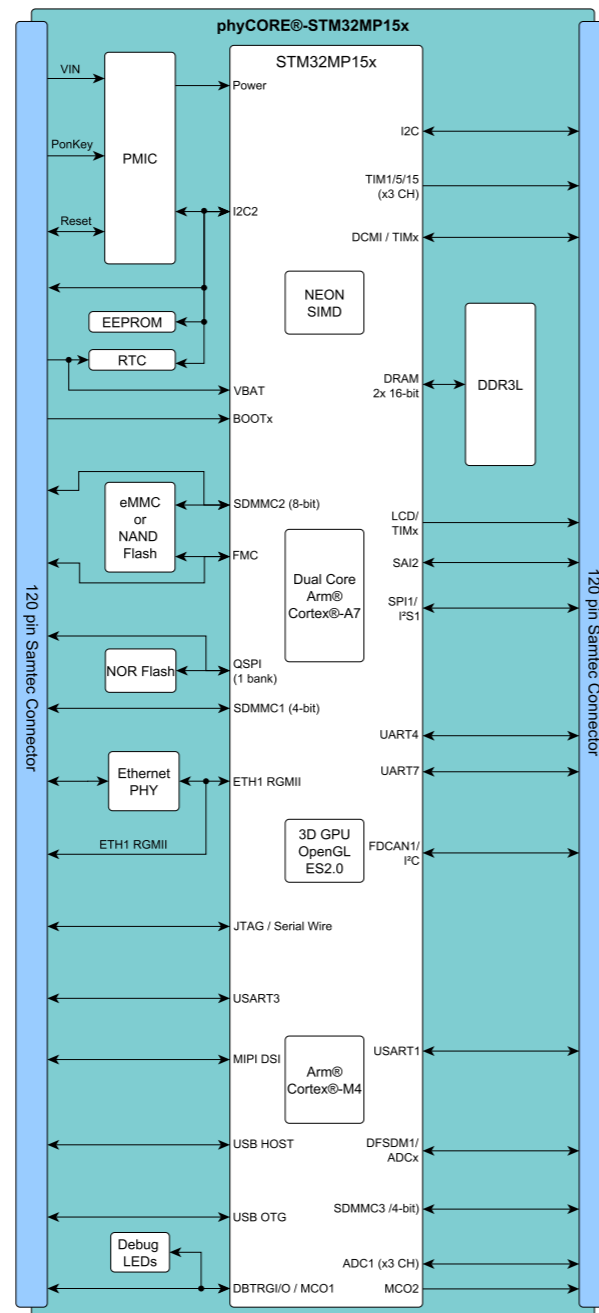 phyCORE®-STM32MP15x
STM32MP15x
VIN
Power
PonKey
PMIC
I2C
TIM1/5/15
(x3 CH)
Reset
I2C2
DCMI / TIMx
NEON
SIMD
EEPROM
RTC
VBAT
DRAM
2x 16-bit
DDR3L
BOOTx
eMMC
or
NAND
Flash
SDMMC2 (8-bit)
FMC
LCD/
TIMx
SAI2
Dual Core
Arm®
Cortex®-A7
SPI1/
I²S1
120 pin Samtec Connector
120 pin Samtec Connector
NOR Flash
QSPI
(1 bank)
SDMMC1 (4-bit)
UART4
UART7
Ethernet
PHY
ETH1 RGMII
ETH1 RGMII
3D GPU
OpenGL
ES2.0
FDCAN1/
I²C
JTAG / Serial Wire
USART3
MIPI DSI
Arm®
Cortex®-M4
USART1
USB HOST
DFSDM1/
ADCx
USB OTG
SDMMC3 /4-bit)
Debug
LEDs
ADC1 (x3 CH)
DBTRGI/O / MCO1
MCO2